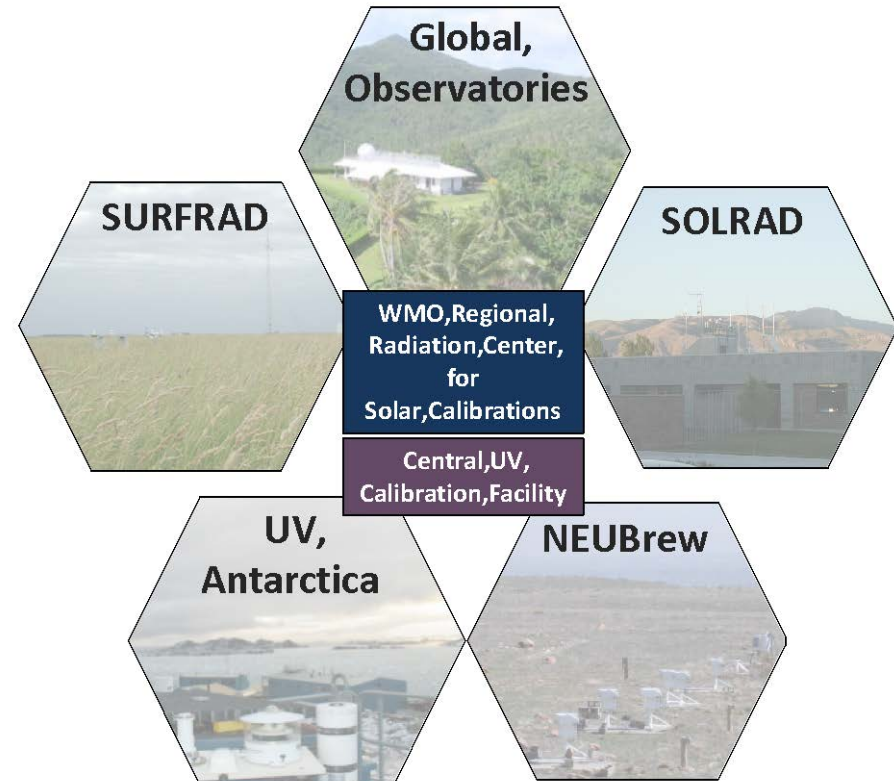 Global,
Observatories
SURFRAD
SOLRAD
WMO,Regional,
Radiation,Center,
for
Solar,Calibrations
Central,UV,
Calibration,Facility
UV,
Antarctica
NEUBrew